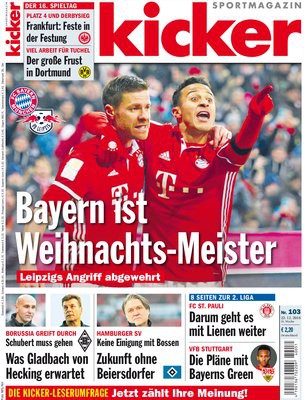 DER 16. SPIELTAG
PLATZ 4 UND DERBYSIEG
Frankfurt: Feste in
der Festung
VIEL ARBEIT FÜR TUCHEL
Der große Frust
in Dortmund
kicker
SPORTMAGAZIN
kicker
Bayern ist
Weihnachts-Meister
Leipzigs Angriff abgewehrt
BORUSSIA GREIFT DURCH
Schubert muss gehen
Was Gladbach von
Hecking erwartet
HAMBURGER SV
Keine Einigung mit Bossen
Zukunft ohne
Beiersdorfer
8 SEITEN ZUR 2. LIGA
FC ST. PAULI
Darum geht es
mit Lienen weiter
VFB STUTTGART
Die Pläne mit
Bayerns Green
Nr. 103
€ 2,20
DIE KICKER-LESERUMFRAGE Jetzt zählt Ihre Meinung!